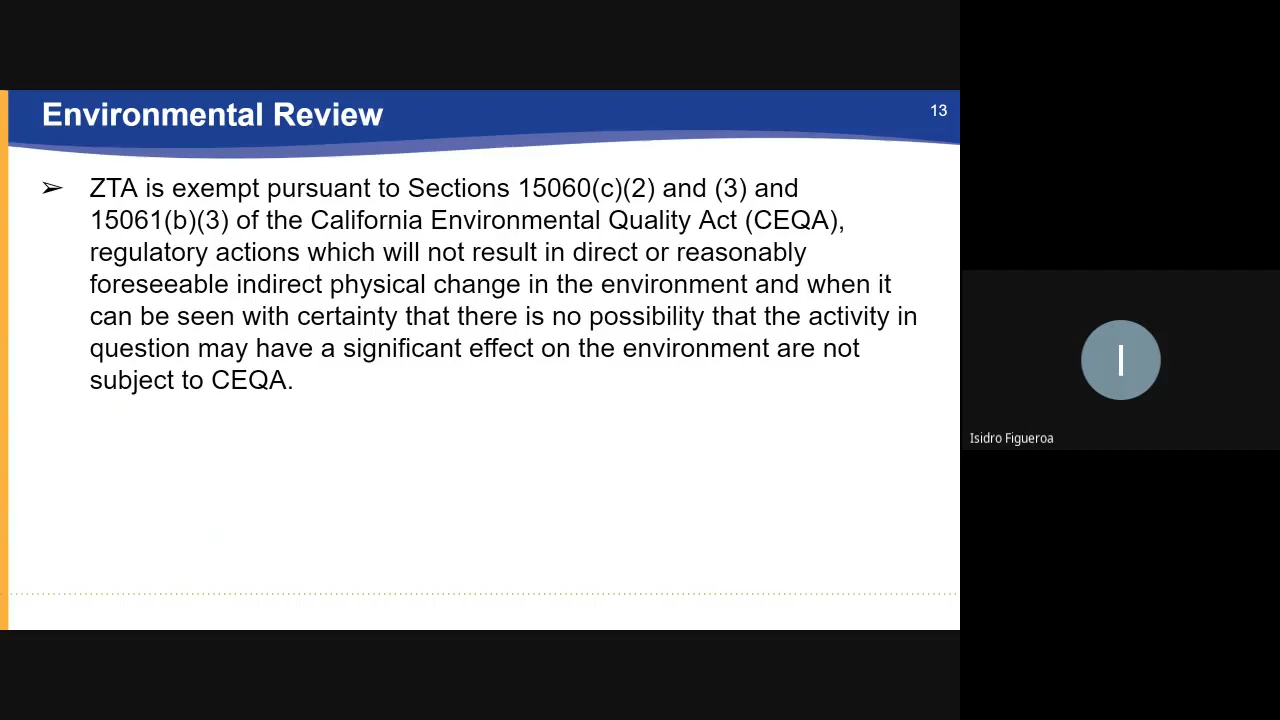 Environmental Review
13
➢ ZTA is exempt pursuant to Sections 15060(c)(2) and (3) and
15061(b)(3) of the California Environmental Quality Act (CEQA),
regulatory actions which will not result in direct or reasonably
foreseeable indirect physical change in the environment and when it
can be seen with certainty that there is no possibility that the activity in
question may have a significant effect on the environment are not
subject to CEQA.
I
Isidro Figueroa